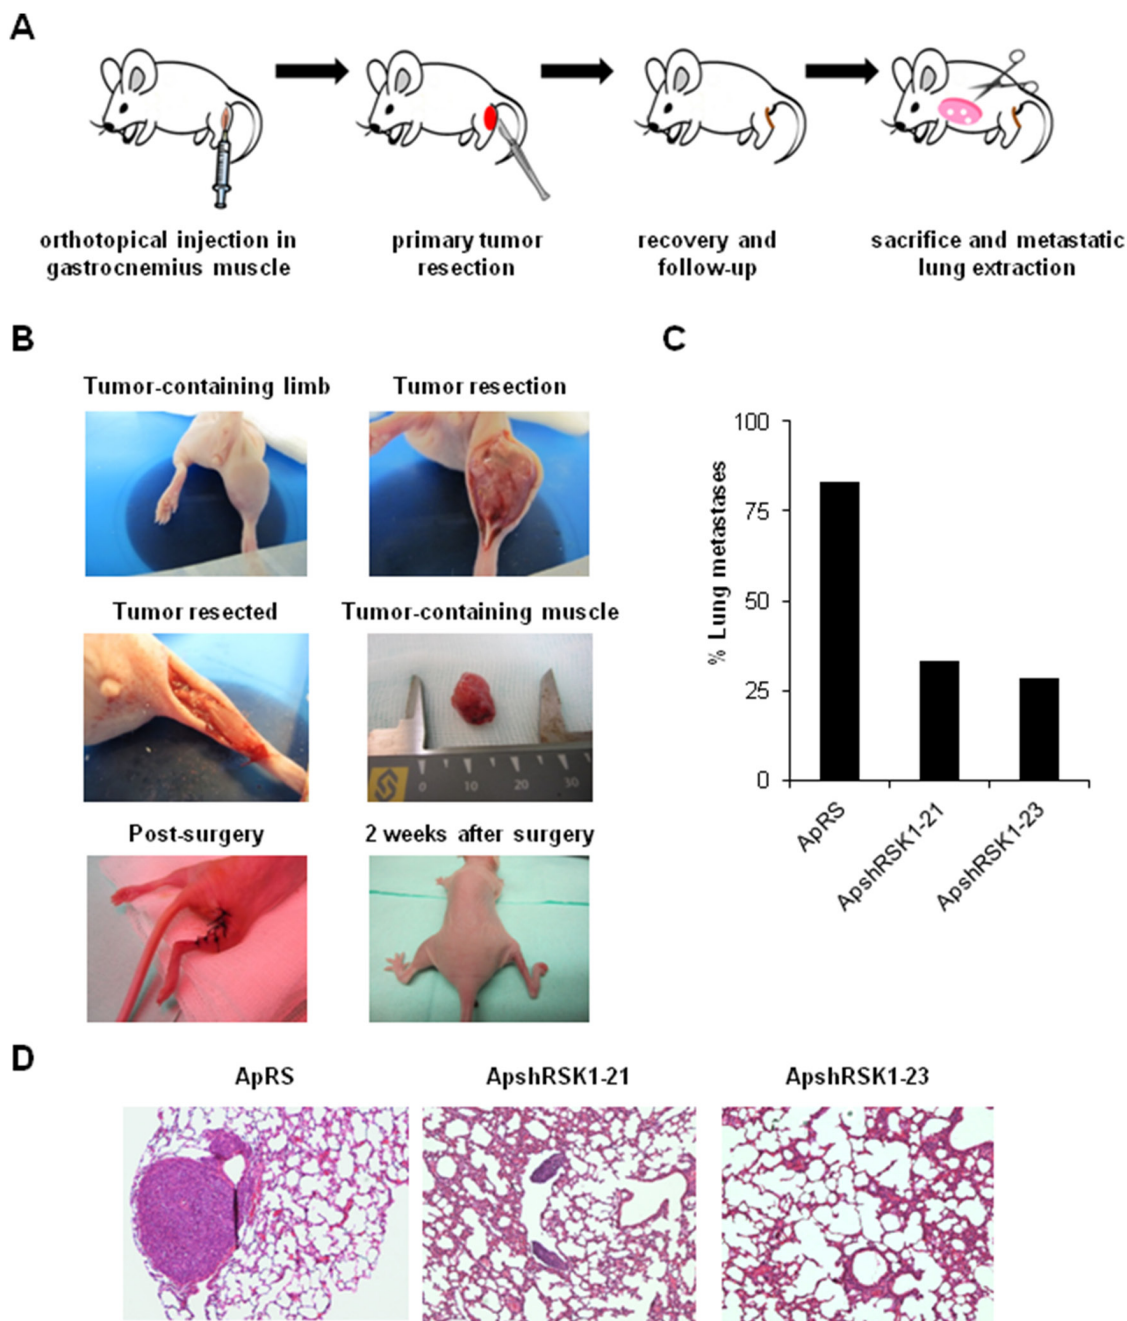 A
orthotopical injection in
gastrocnemius muscle
primary tumor
resection
recovery and
follow-up
sacrifice and metastatic
lung extraction
B
Tumor-containing limb
Tumor resection
Tumor resected
Tumor-containing muscle
0 10 20 30
Post-surgery
2 weeks after surgery
C
% Lung metastases
100
75
50
25
0
ApRS
ApshRSK1-21
ApshRSK1-23
D
ApRS
ApshRSK1-21
ApshRSK1-23